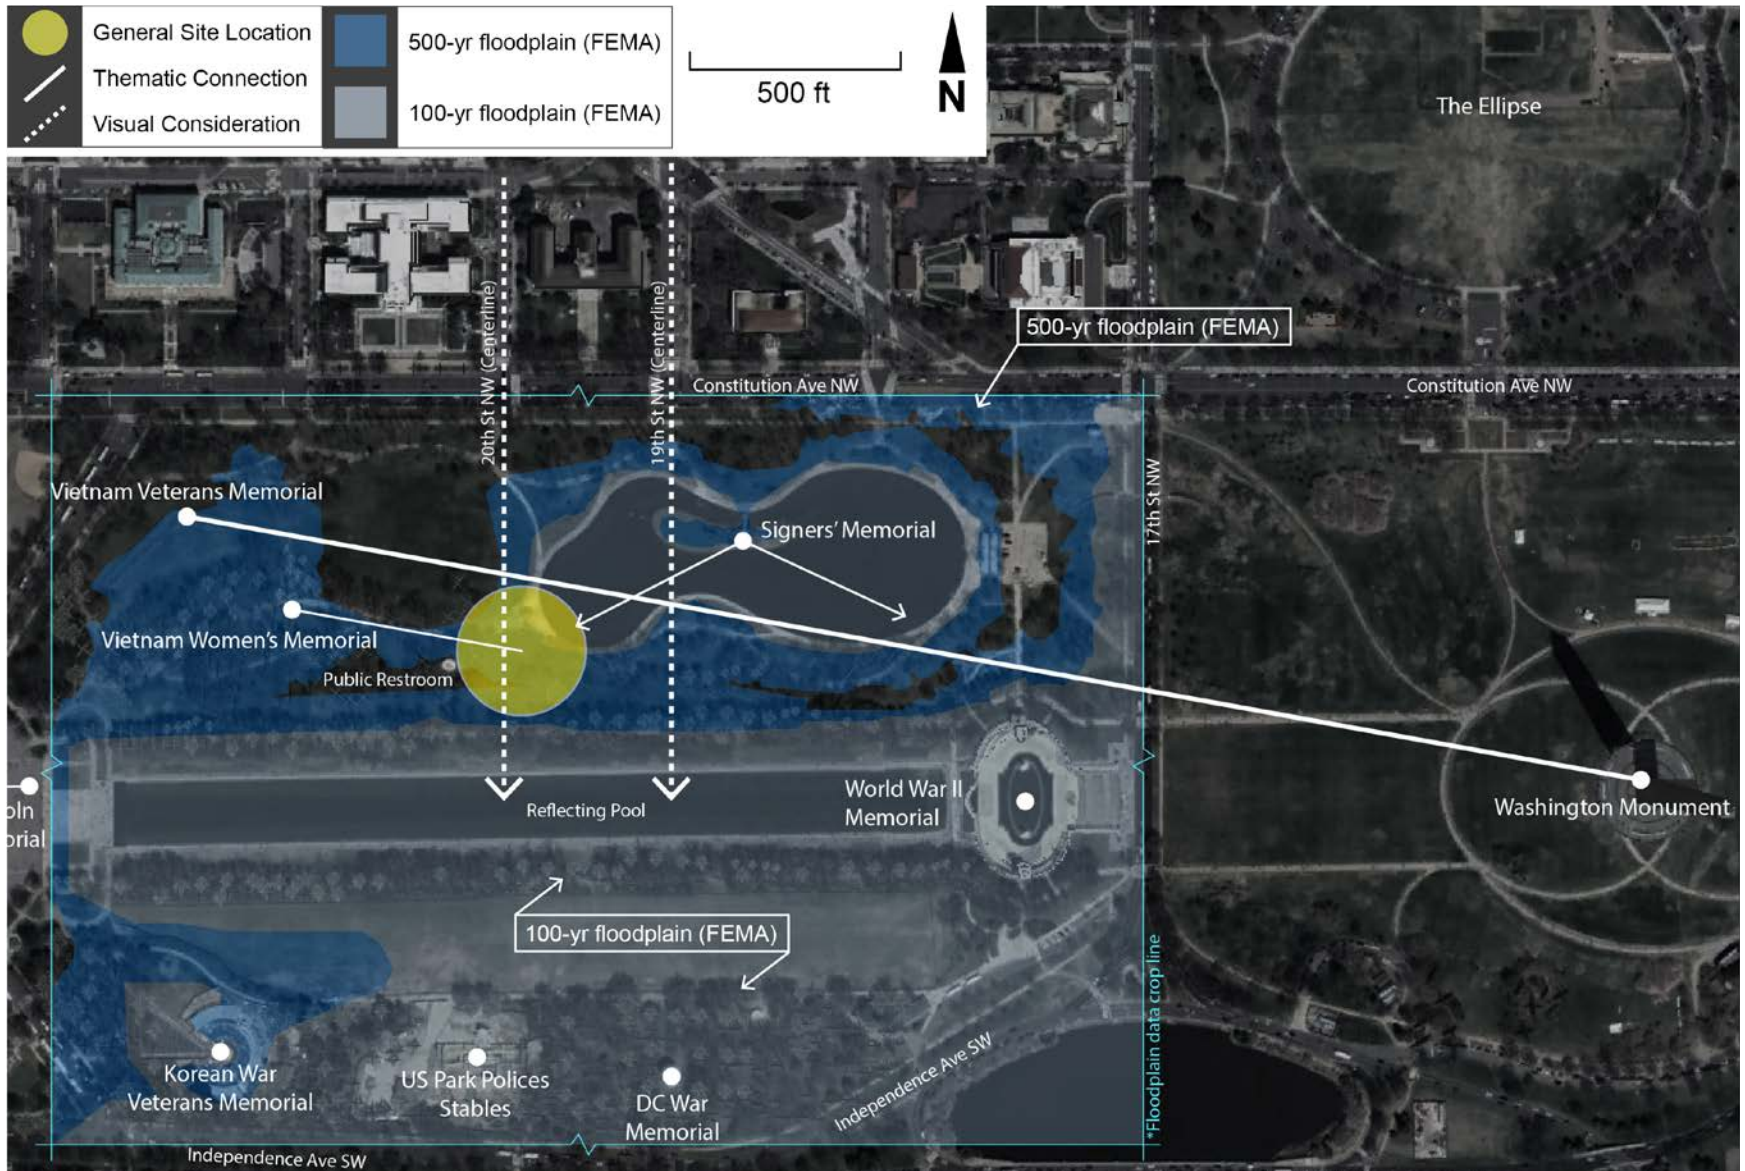 General Site Location
Thematic Connection
Visual Consideration
500-yr floodplain (FEMA)
100-yr floodplain (FEMA)
500 ft
N
The Ellipse
20th St NW (Centerline)
19th St NW (Centerline)
500-yr floodplain (FEMA)
Constitution Ave NW
Constitution Ave NW
17th St NW
Vietnam Veterans Memorial
Signers' Memorial
Vietnam Women's Memorial
Public Restroom
oln
orial
Reflecting Pool
World War II
Memorial
Washington Monument
100-yr floodplain (FEMA)
Korean War
Veterans Memorial
US Park Polices
Stables
DC War
Memorial
Independence Ave SW
*Floodplain data crop line
Independence Ave SW